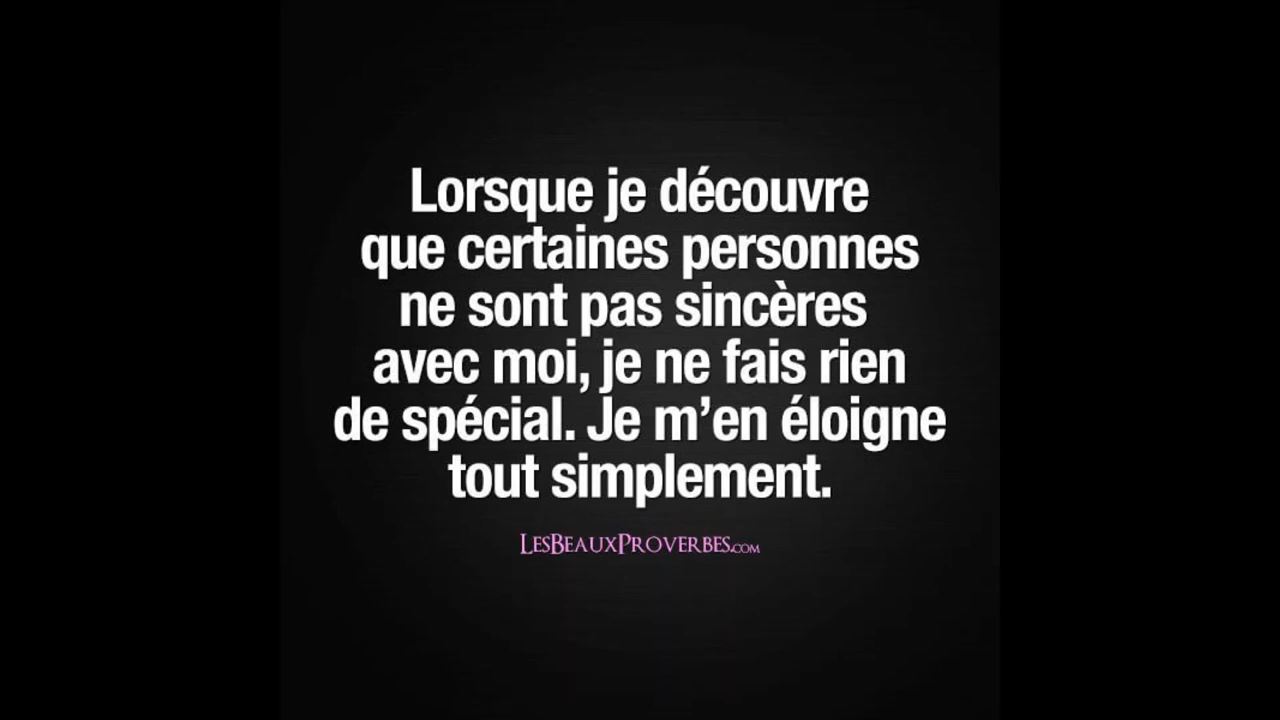 Lorsque je découvre
que certaines personnes
ne sont pas sincères
avec moi, je ne fais rien
de spécial. Je m’en éloigne
tout simplement.
LesBeauxProverbes.com